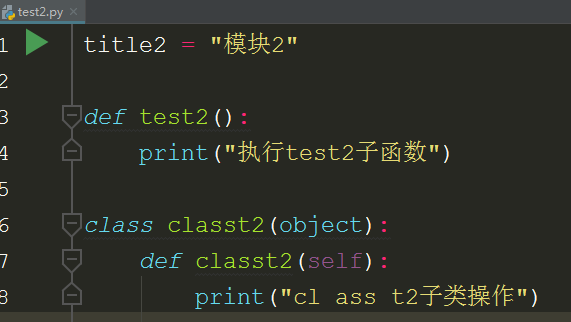 test2.py
1 title2 = "模块2"
2
3 def test2():
4 print("执行test2子函数")
5
6 class classt2(object):
7 def classt2(self):
8 print("cl ass t2子类操作")